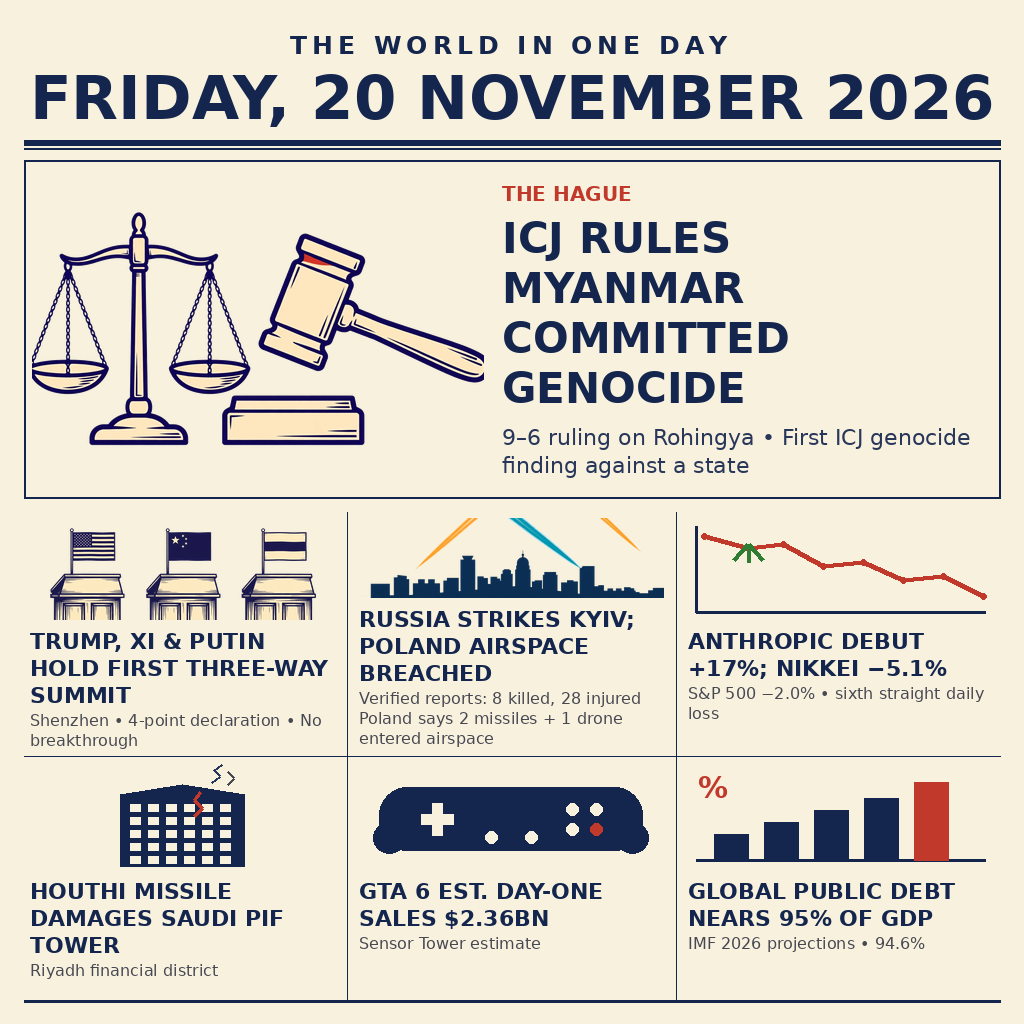 THE WORLD IN ONE DAY
FRIDAY, 20 NOVEMBER 2026
THE HAGUE
ICJ RULES
MYANMAR
COMMITTED
GENOCIDE
9–6 ruling on Rohingya • First ICJ genocide
finding against a state
TRUMP, XI & PUTIN
HOLD FIRST THREE-WAY
SUMMIT
Shenzhen • 4-point declaration • No
breakthrough
RUSSIA STRIKES KYIV;
POLAND AIRSPACE
BREACHED
Verified reports: 8 killed, 28 injured
Poland says 2 missiles + 1 drone
entered airspace
ANTHROPIC DEBUT
+17%; NIKKEI −5.1%
S&P 500 −2.0% • sixth straight daily
loss
HOUTHI MISSILE
DAMAGES SAUDI PIF
TOWER
Riyadh financial district
GTA 6 EST. DAY-ONE
SALES $2.36BN
Sensor Tower estimate
%
GLOBAL PUBLIC DEBT
NEARS 95% OF GDP
IMF 2026 projections • 94.6%